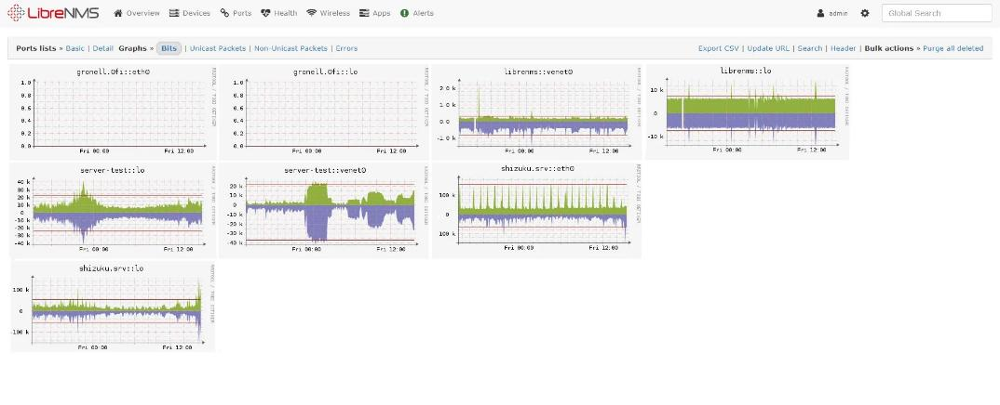 LibreNMS Overview Devices Ports Health Wireless Apps Alerts admin Global Search
Ports lists » Basic | Detail Graphs » Bits | Unicast Packets | Non-Unicast Packets | Errors Export CSV | Update URL | Search | Header | Bulk actions » Purge all deleted
gronell.0fi::eth0
1.0
0.8
0.6
0.4
0.2
0.0
Fri 00:00 Fri 12:00
RRDTOOL / TOBI OETIKER
gronell.0fi::lo
1.0
0.8
0.6
0.4
0.2
0.0
Fri 00:00 Fri 12:00
RRDTOOL / TOBI OETIKER
librenms::venet0
2.0 k
1.0 k
0.0
-1.0 k
Fri 00:00 Fri 12:00
RRDTOOL / TOBI OETIKER
librenms::lo
10 k
0
-10 k
Fri 00:00 Fri 12:00
RRDTOOL / TOBI OETIKER
server-test::lo
40 k
30 k
20 k
10 k
-0
-10 k
-20 k
-30 k
-40 k
Fri 00:00 Fri 12:00
RRDTOOL / TOBI OETIKER
server-test::venet0
20 k
10 k
0
-10 k
-20 k
-30 k
-40 k
Fri 00:00 Fri 12:00
RRDTOOL / TOBI OETIKER
shizuku.srv::eth0
100 k
0
100 k
Fri 00:00 Fri 12:00
RRDTOOL / TOBI OETIKER
shizuku.srv::lo
100 k
0
-100 k
Fri 00:00 Fri 12:00
RRDTOOL / TOBI OETIKER